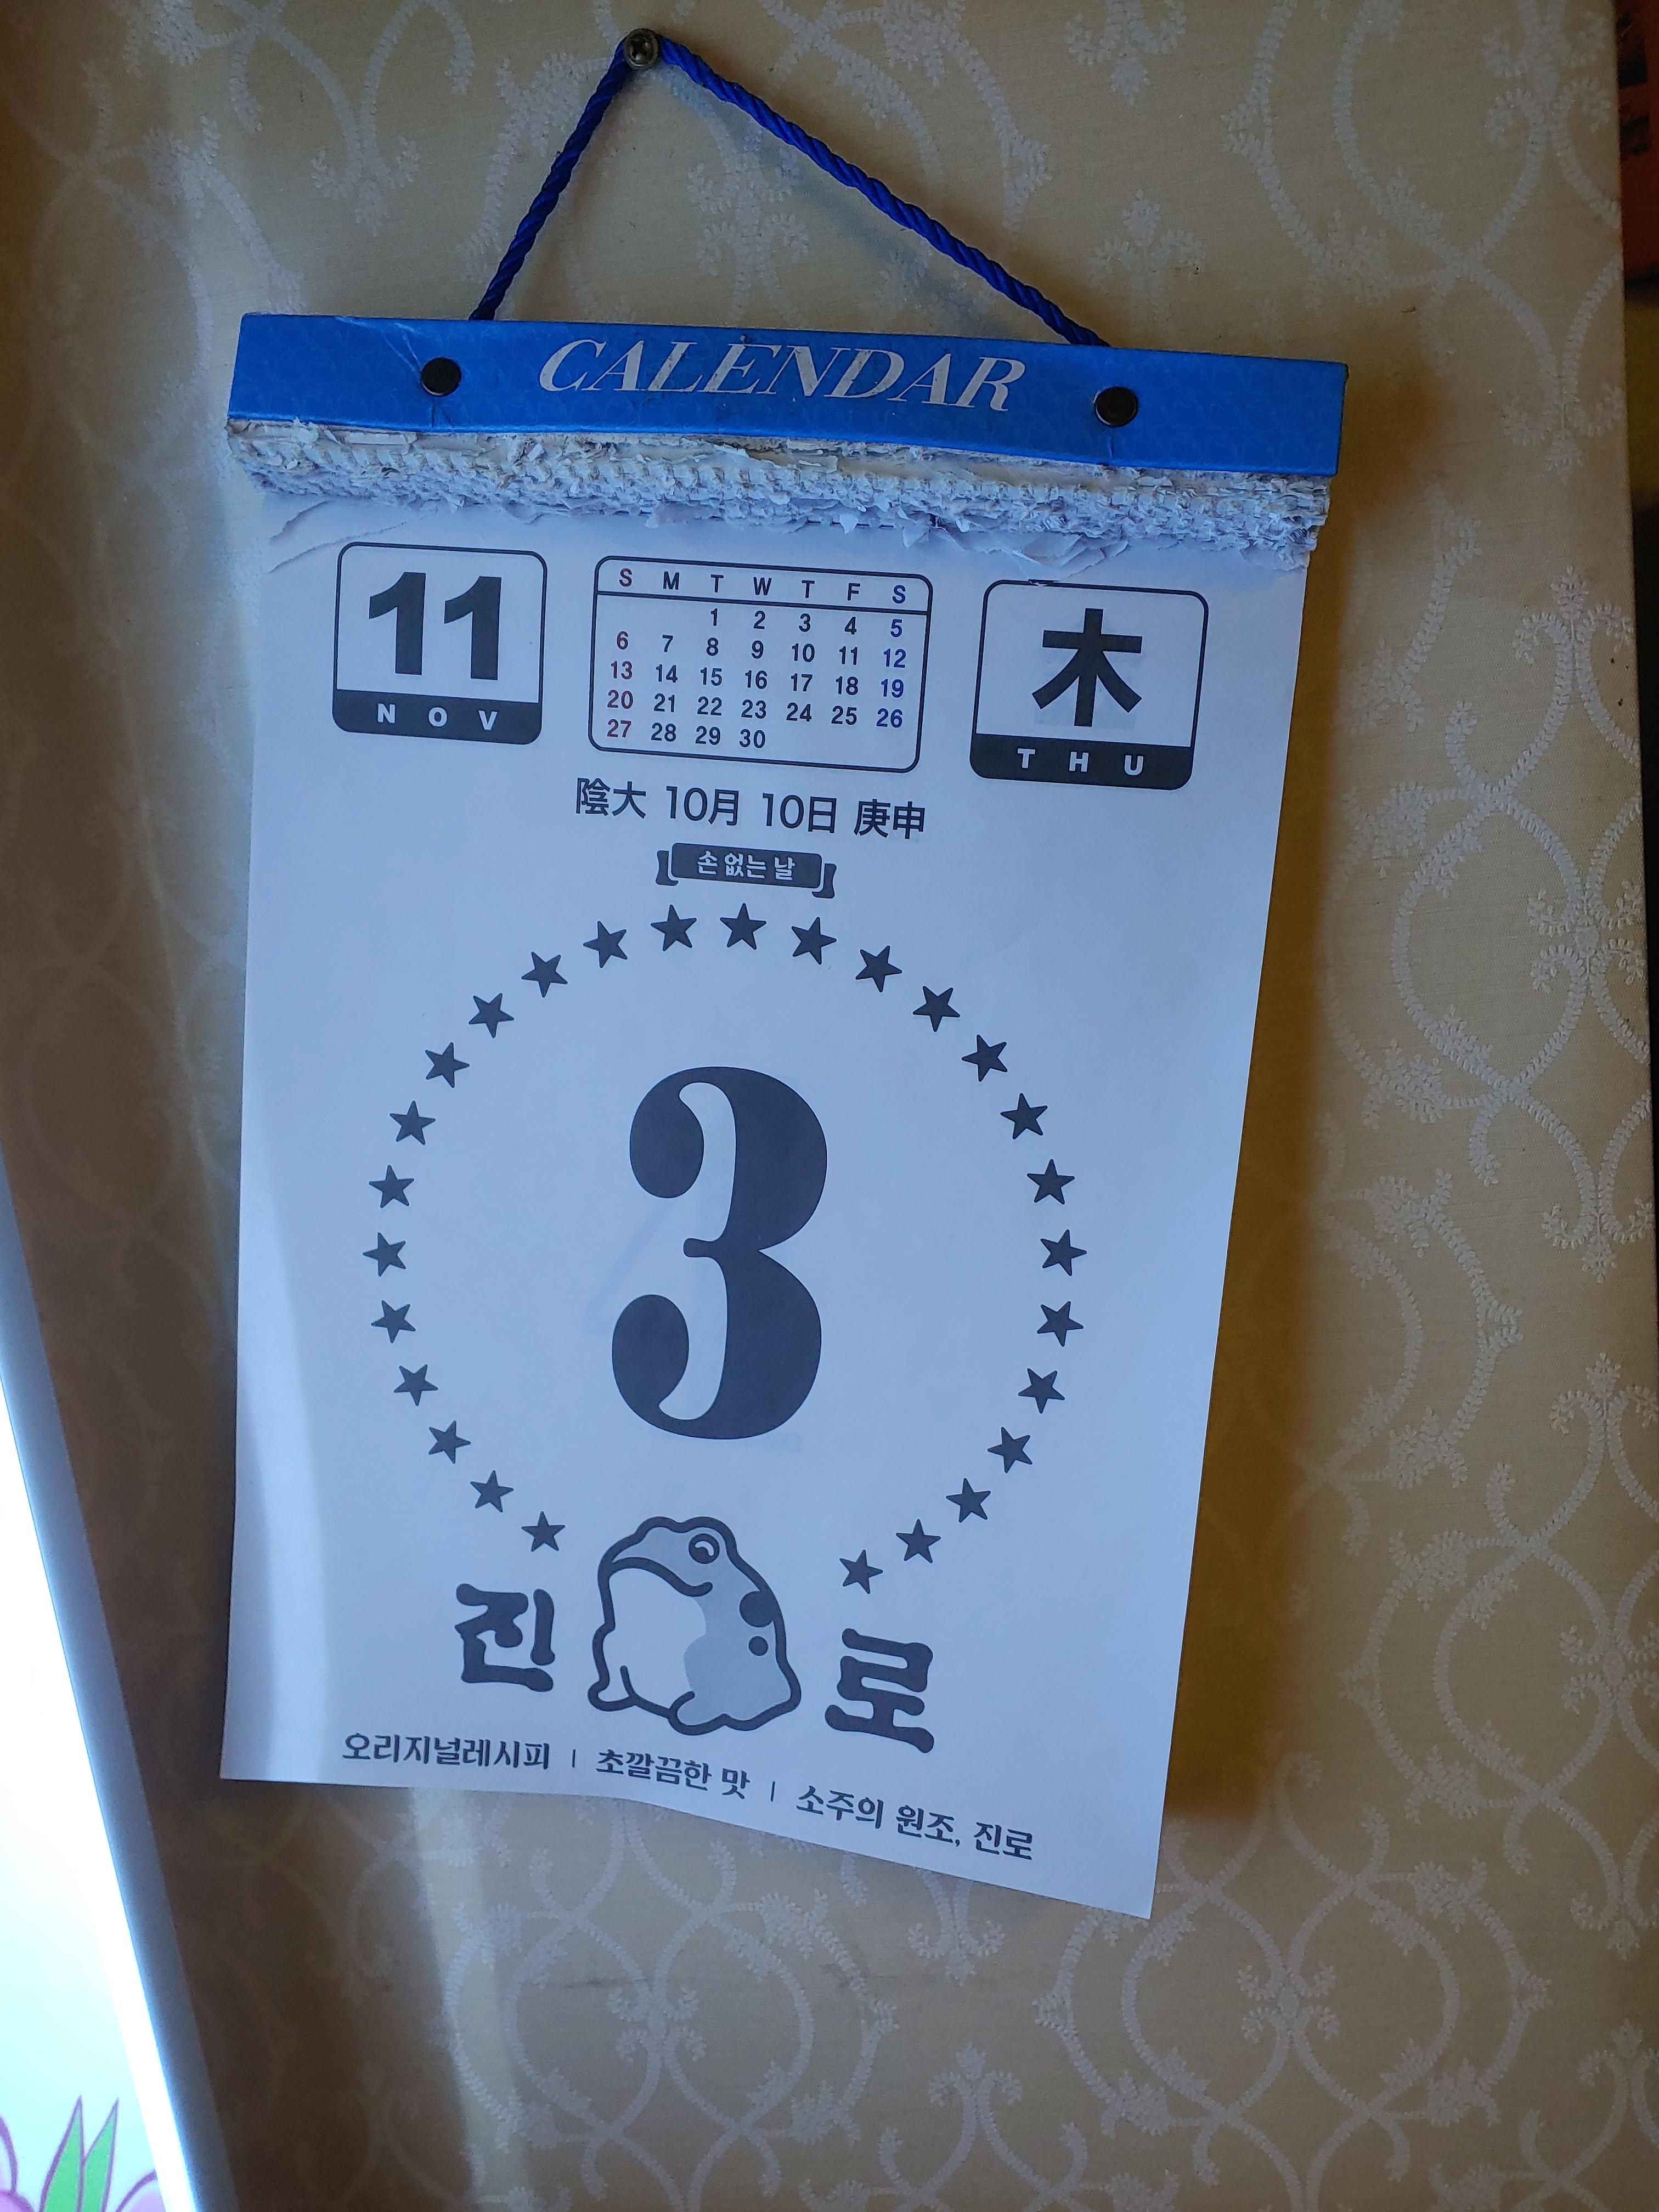 CALENDAR
11
NOV
S M T W T F S
1 2 3 4 5
6 7 8 9 10 11 12
13 14 15 16 17 18 19
20 21 22 23 24 25 26
27 28 29 30
木
THU
陰大 10月 10日 庚申
손 없는 날
3
진로
오리지널레시피 | 초깔끔한 맛 | 소주의 원조, 진로